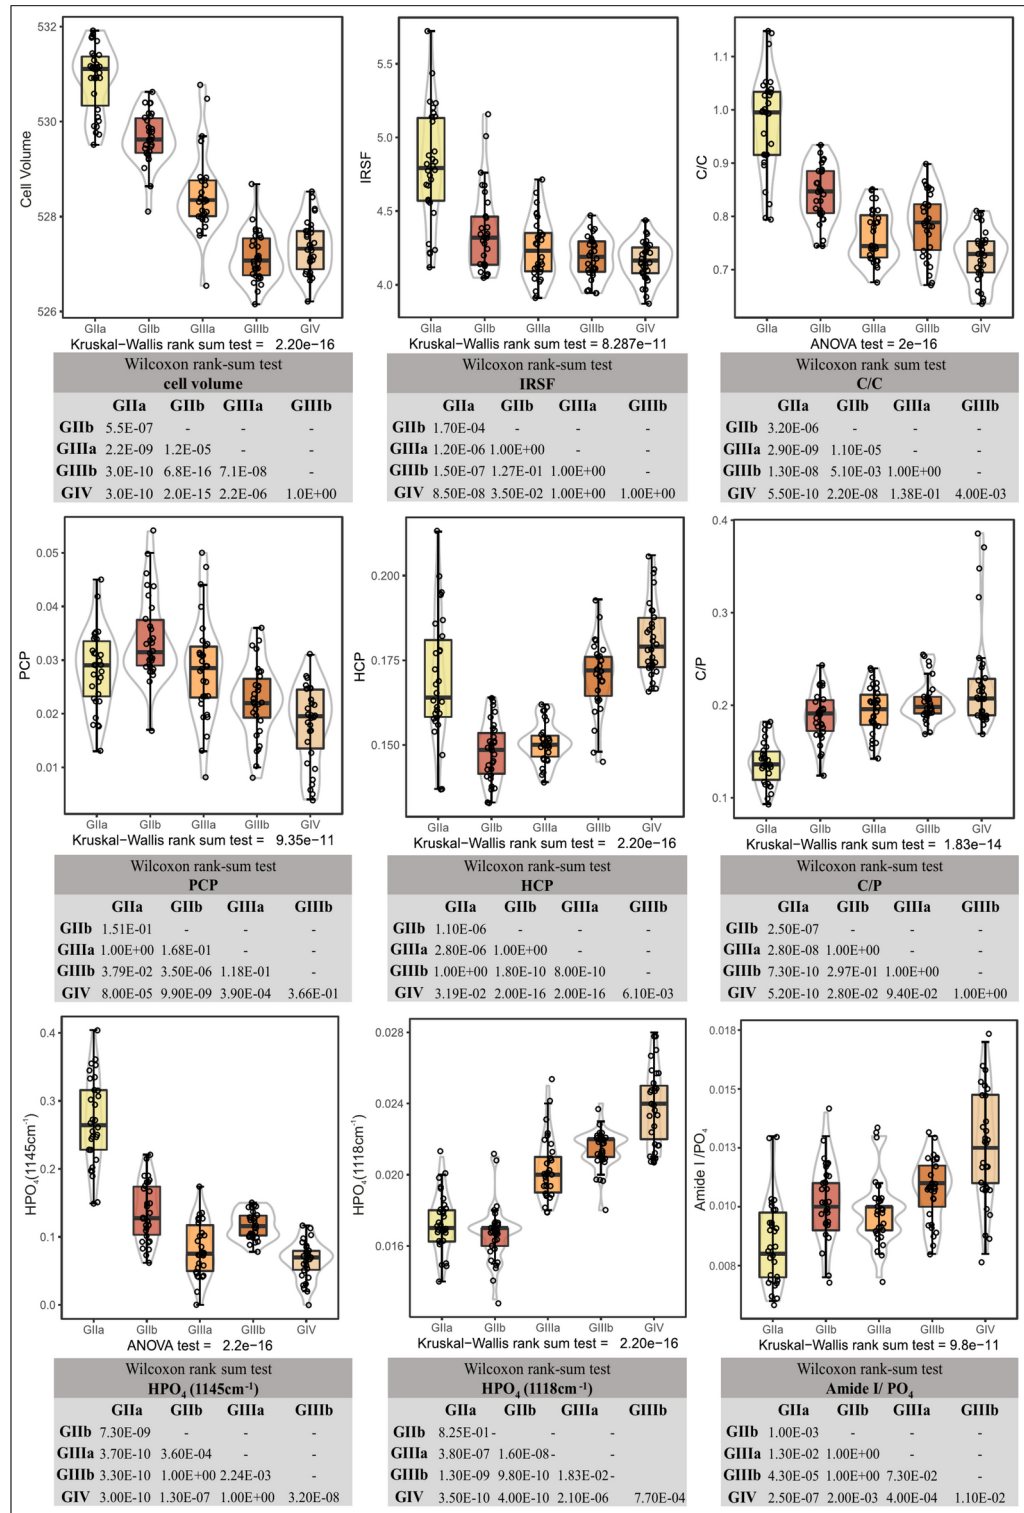 532
530
528
526
Cell Volume
GIIa GIIb GIIIa GIIIb GIV
Kruskal−Wallis rank sum test = 2.20e−16
5.5
5.0
4.5
4.0
IRSF
GIIa GIIb GIIIa GIIIb GIV
Kruskal−Wallis rank sum test = 8.287e−11
1.0
0.9
0.8
0.7
C/C
GIIa GIIb GIIIa GIIIb GIV
ANOVA test = 2e−16
Wilcoxon rank-sum test
cell volume
GIIa GIIb GIIIa GIIIb
GIIb 5.5E-07 - - -
GIIIa 2.2E-09 1.2E-05 - -
GIIIb 3.0E-10 6.8E-16 7.1E-08 -
GIV 3.0E-10 2.0E-15 2.2E-06 1.0E+00
Wilcoxon rank-sum test
IRSF
GIIa GIIb GIIIa GIIIb
GIIb 1.70E-04 - - -
GIIIa 1.20E-06 1.00E+00 - -
GIIIb 1.50E-07 1.27E-01 1.00E+00 -
GIV 8.50E-08 3.50E-02 1.00E+00 1.00E+00
Wilcoxon rank sum test
C/C
GIIa GIIb GIIIa GIIIb
GIIb 3.20E-06 - - -
GIIIa 2.90E-09 1.10E-05 - -
GIIIb 1.30E-08 5.10E-03 1.00E+00 -
GIV 5.50E-10 2.20E-08 1.38E-01 4.00E-03
0.05
0.04
0.03
0.02
0.01
PCP
GIIa GIIb GIIIa GIIIb GIV
Kruskal−Wallis rank sum test = 9.35e−11
0.200
0.175
0.150
HCP
GIIa GIIb GIIIa GIIIb GIV
Kruskal−Wallis rank sum test = 2.20e−16
0.4
0.3
0.2
0.1
C/P
GIIa GIIb GIIIa GIIIb GIV
Kruskal−Wallis rank sum test = 1.83e−14
Wilcoxon rank-sum test
PCP
GIIa GIIb GIIIa GIIIb
GIIb 1.51E-01 - - -
GIIIa 1.00E+00 1.68E-01 - -
GIIIb 3.79E-02 3.50E-06 1.18E-01 -
GIV 8.00E-05 9.90E-09 3.90E-04 3.66E-01
Wilcoxon rank-sum test
HCP
GIIa GIIb GIIIa GIIIb
GIIb 1.10E-06 - - -
GIIIa 2.80E-06 1.00E+00 - -
GIIIb 1.00E+00 1.80E-10 8.00E-10 -
GIV 3.19E-02 2.00E-16 2.00E-16 6.10E-03
Wilcoxon rank-sum test
C/P
GIIa GIIb GIIIa GIIIb
GIIb 2.50E-07 - - -
GIIIa 2.80E-08 1.00E+00 - -
GIIIb 7.30E-10 2.97E-01 1.00E+00 -
GIV 5.20E-10 2.80E-02 9.40E-02 1.00E+00
0.4
0.3
0.2
0.1
0.0
HPO₄(1145cm⁻¹)
GIIa GIIb GIIIa GIIIb GIV
ANOVA test = 2.2e−16
0.028
0.024
0.020
0.016
HPO₄(1118cm⁻¹)
GIIa GIIb GIIIa GIIIb GIV
Kruskal−Wallis rank sum test = 2.20e−16
0.018
0.015
0.013
0.010
0.008
Amide I /PO₄
GIIa GIIb GIIIa GIIIb GIV
Kruskal−Wallis rank sum test = 9.8e−11
Wilcoxon rank sum test
HPO₄ (1145cm⁻¹)
GIIa GIIb GIIIa GIIIb
GIIb 7.30E-09 - - -
GIIIa 3.70E-10 3.60E-04 - -
GIIIb 3.30E-10 1.00E+00 2.24E-03 -
GIV 3.00E-10 1.30E-07 1.00E+00 3.20E-08
Wilcoxon rank-sum test
HPO₄ (1118cm⁻¹)
GIIa GIIb GIIIa GIIIb
GIIb 8.25E-01- - - -
GIIIa 3.80E-07 1.60E-08- - -
GIIIb 1.30E-09 9.80E-10 1.83E-02-
GIV 3.50E-10 4.00E-10 2.10E-06 7.70E-04
Wilcoxon rank-sum test
Amide I/ PO₄
GIIa GIIb GIIIa GIIIb
GIIb 1.00E-03 - - -
GIIIa 1.30E-02 1.00E+00 - -
GIIIb 4.30E-05 1.00E+00 7.30E-02 -
GIV 2.50E-07 2.00E-03 4.00E-04 1.10E-02